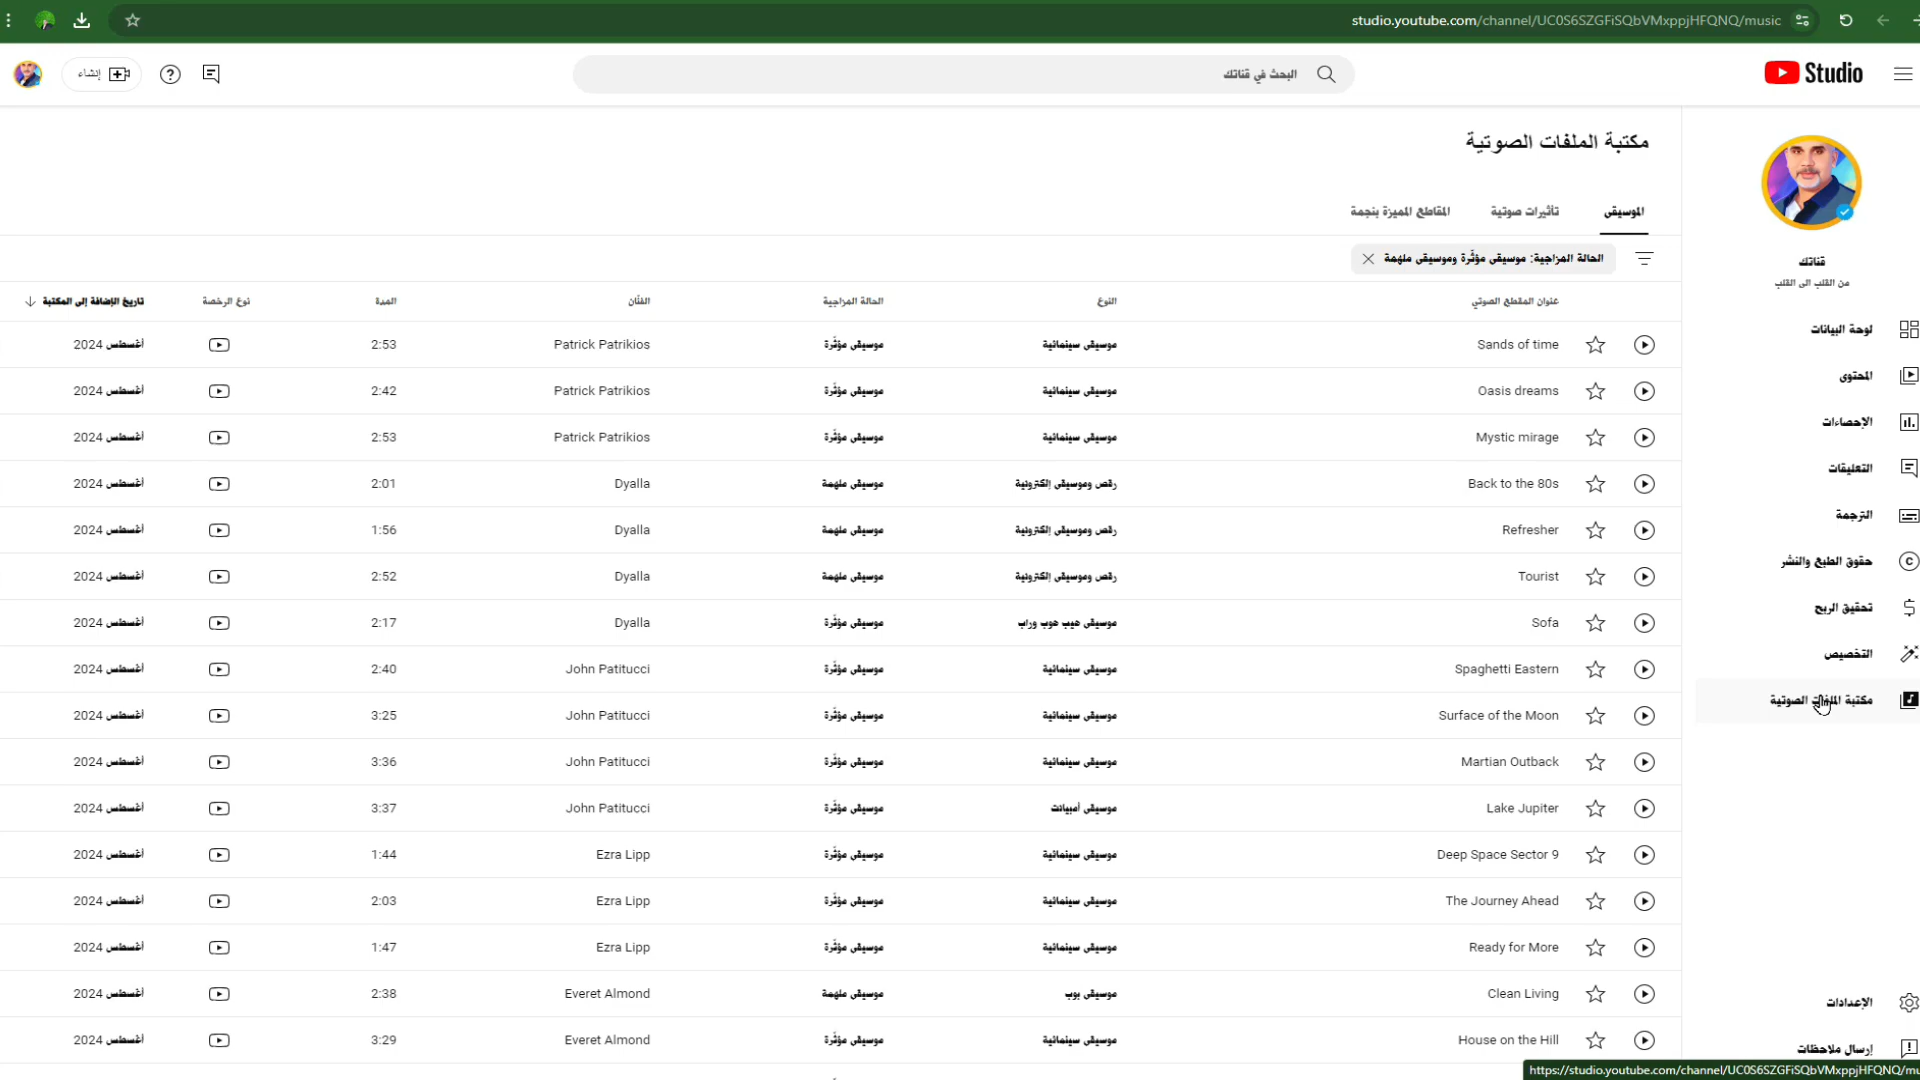 studio.youtube.com/channel/UC0S6SZGFiSQbVMxppjHFQNQ/music
Studio
البحث في قناتك
إنشاء
مكتبة الملفات الصوتية
الموسيقى تأثيرات صوتية المقاطع المميزة بنجمة
الحالة المزاجية: موسيقى مؤثّرة وموسيقى ملهمة
عنوان المقطع الصوتي النوع الحالة المزاجية الفنّان المدة نوع الرخصة تاريخ الإضافة إلى المكتبة
Sands of time موسيقى سينمائية موسيقى مؤثّرة Patrick Patrikios 2:53 أغسطس 2024
Oasis dreams موسيقى سينمائية موسيقى مؤثّرة Patrick Patrikios 2:42 أغسطس 2024
Mystic mirage موسيقى سينمائية موسيقى مؤثّرة Patrick Patrikios 2:53 أغسطس 2024
Back to the 80s رقص وموسيقى إلكترونية موسيقى ملهمة Dyalla 2:01 أغسطس 2024
Refresher رقص وموسيقى إلكترونية موسيقى ملهمة Dyalla 1:56 أغسطس 2024
Tourist رقص وموسيقى إلكترونية موسيقى ملهمة Dyalla 2:52 أغسطس 2024
Sofa موسيقى هيب هوب وراب موسيقى مؤثّرة Dyalla 2:17 أغسطس 2024
Spaghetti Eastern موسيقى سينمائية موسيقى مؤثّرة John Patitucci 2:40 أغسطس 2024
Surface of the Moon موسيقى سينمائية موسيقى مؤثّرة John Patitucci 3:25 أغسطس 2024
Martian Outback موسيقى سينمائية موسيقى مؤثّرة John Patitucci 3:36 أغسطس 2024
Lake Jupiter موسيقى أمبيانت موسيقى مؤثّرة John Patitucci 3:37 أغسطس 2024
Deep Space Sector 9 موسيقى سينمائية موسيقى مؤثّرة Ezra Lipp 1:44 أغسطس 2024
The Journey Ahead موسيقى سينمائية موسيقى مؤثّرة Ezra Lipp 2:03 أغسطس 2024
Ready for More موسيقى سينمائية موسيقى مؤثّرة Ezra Lipp 1:47 أغسطس 2024
Clean Living موسيقى بوب موسيقى ملهمة Everet Almond 2:38 أغسطس 2024
House on the Hill موسيقى سينمائية موسيقى مؤثّرة Everet Almond 3:29 أغسطس 2024
قناتك
من القلب الى القلب
لوحة البيانات
المحتوى
الإحصاءات
التعليقات
الترجمة
حقوق الطبع والنشر
تحقيق الربح
التخصيص
مكتبة الملفات الصوتية
الإعدادات
إرسال ملاحظات
https://studio.youtube.com/channel/UC0S6SZGFiSQbVMxppjHFQNQ/mu